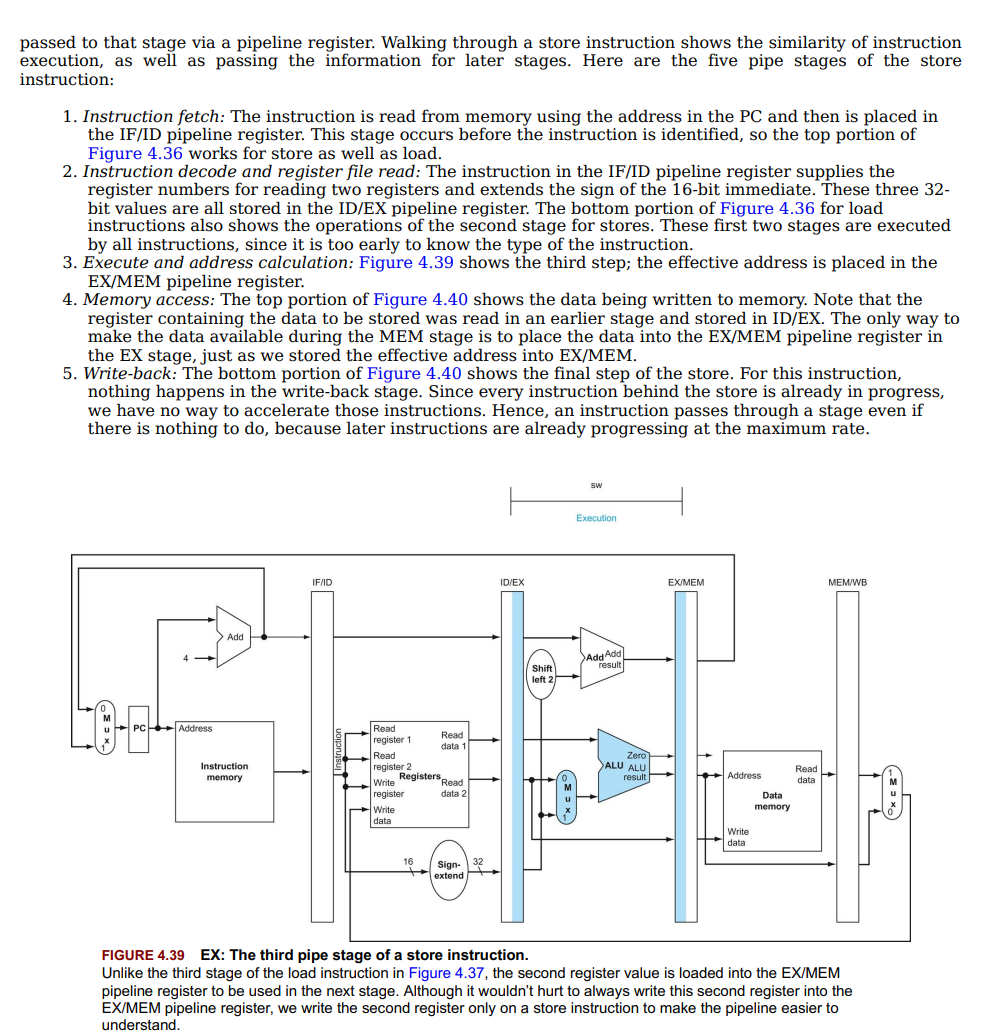 passed to that stage via a pipeline register. Walking through a store instruction shows the similarity of instruction
execution, as well as passing the information for later stages. Here are the five pipe stages of the store
instruction:
1. Instruction fetch: The instruction is read from memory using the address in the PC and then is placed in
the IF/ID pipeline register. This stage occurs before the instruction is identified, so the top portion of
Figure 4.36 works for store as well as load.
2. Instruction decode and register file read: The instruction in the IF/ID pipeline register supplies the
register numbers for reading two registers and extends the sign of the 16-bit immediate. These three 32-
bit values are all stored in the ID/EX pipeline register. The bottom portion of Figure 4.36 for load
instructions also shows the operations of the second stage for stores. These first two stages are executed
by all instructions, since it is too early to know the type of the instruction.
3. Execute and address calculation: Figure 4.39 shows the third step; the effective address is placed in the
EX/MEM pipeline register.
4. Memory access: The top portion of Figure 4.40 shows the data being written to memory. Note that the
register containing the data to be stored was read in an earlier stage and stored in ID/EX. The only way to
make the data available during the MEM stage is to place the data into the EX/MEM pipeline register in
the EX stage, just as we stored the effective address into EX/MEM.
5. Write-back: The bottom portion of Figure 4.40 shows the final step of the store. For this instruction,
nothing happens in the write-back stage. Since every instruction behind the store is already in progress,
we have no way to accelerate those instructions. Hence, an instruction passes through a stage even if
there is nothing to do, because later instructions are already progressing at the maximum rate.
sw
Execution
IF/ID
ID/EX
EX/MEM
MEM/WB
Add
4
Shift
left 2
Add Add
result
0
M
u
x
1
PC
Address
Instruction
memory
Instruction
Read
register 1
Read
register 2
Write
register
Write
data
Registers
Read
data 1
Read
data 2
16
Sign-
extend
32
0
M
u
x
1
Zero
ALU ALU
result
Address
Read
data
Data
memory
Write
data
1
M
u
x
0
FIGURE 4.39 EX: The third pipe stage of a store instruction.
Unlike the third stage of the load instruction in Figure 4.37, the second register value is loaded into the EX/MEM
pipeline register to be used in the next stage. Although it wouldn't hurt to always write this second register into the
EX/MEM pipeline register, we write the second register only on a store instruction to make the pipeline easier to
understand.